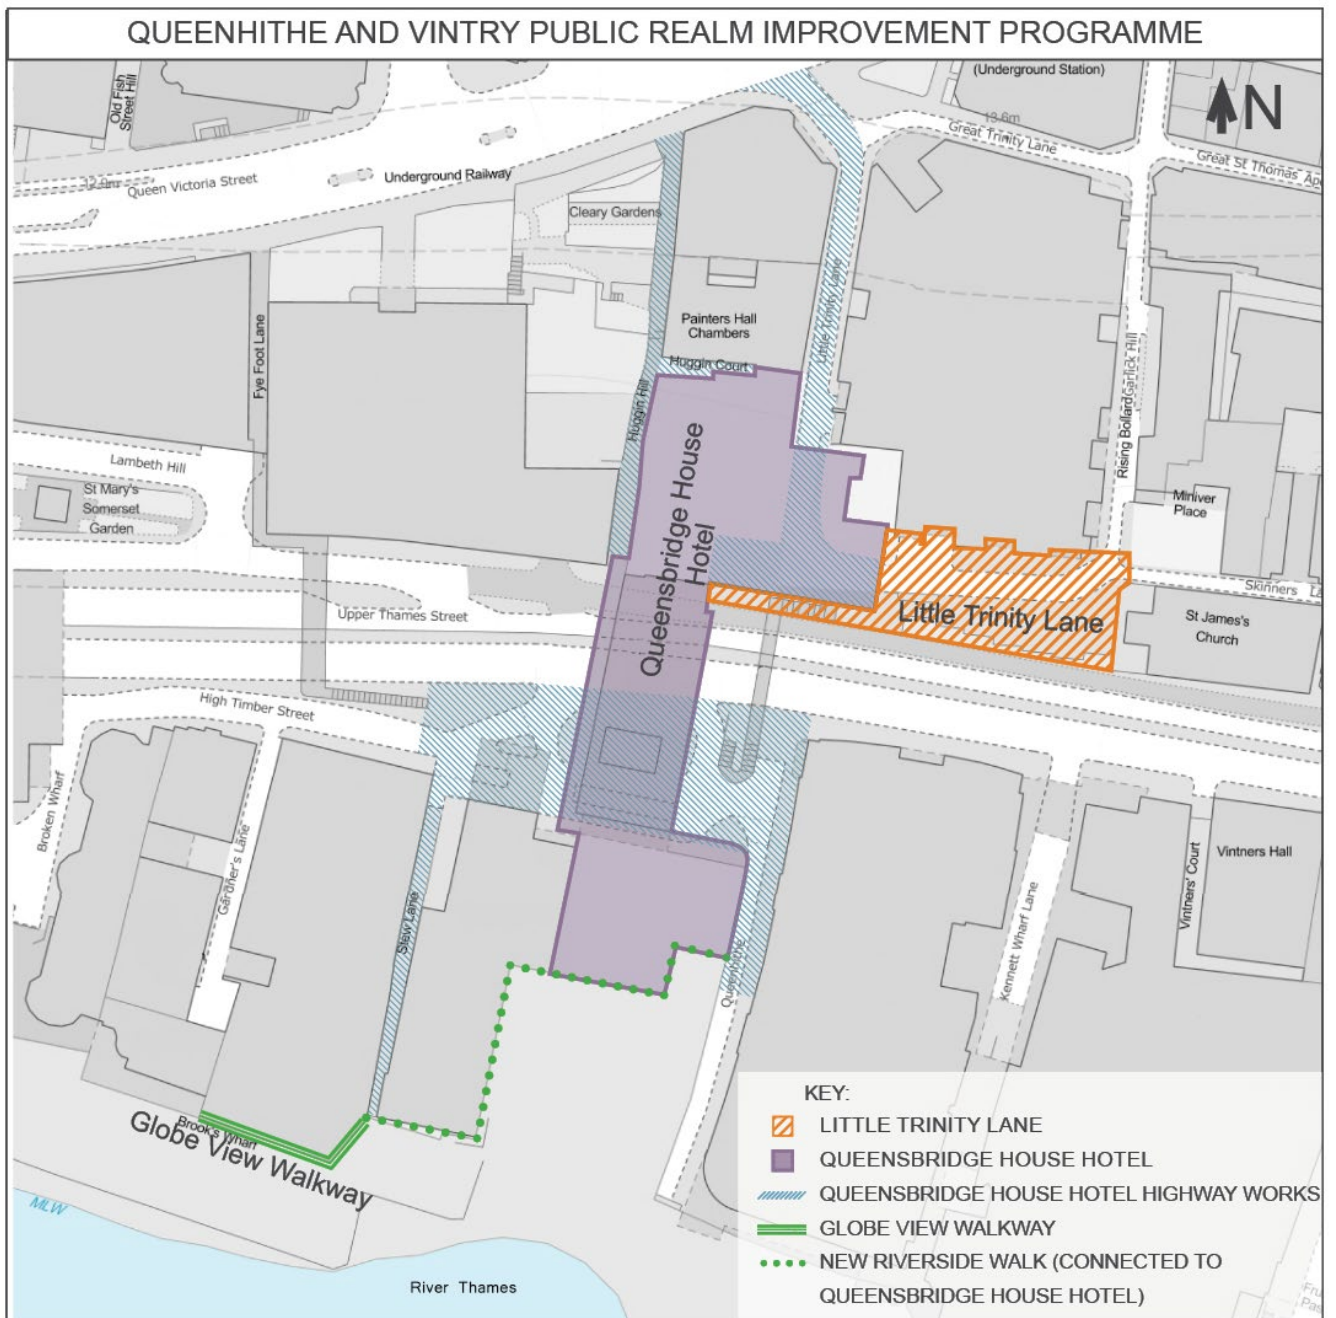 QUEENHITHE AND VINTRY PUBLIC REALM IMPROVEMENT PROGRAMME
(Underground Station)
N
Old Fish
Street Hill
13.6m
Great Trinity Lane
Great St Thomas
12.9m
Queen Victoria Street
Underground Railway
Cleary Gardens
Little Trinity Lane
Painters Hall
Chambers
Huggin Court
Fye Foot Lane
Huggin Hill
Rising Bollard
Garlick Hill
Lambeth Hill
St Mary's
Somerset
Garden
Miniver
Place
Queensbridge House
Hotel
Skinners
Upper Thames Street
Little Trinity Lane
St James's
Church
High Timber Street
Broken Wharf
Gardner's Lane
Stew Lane
Vintners' Court
Vintners Hall
Kennett Wharf Lane
Queenhithe
Brook's Wharf
Globe View Walkway
MLW
River Thames
KEY:
LITTLE TRINITY LANE
QUEENSBRIDGE HOUSE HOTEL
QUEENSBRIDGE HOUSE HOTEL HIGHWAY WORKS
GLOBE VIEW WALKWAY
NEW RIVERSIDE WALK (CONNECTED TO
QUEENSBRIDGE HOUSE HOTEL)